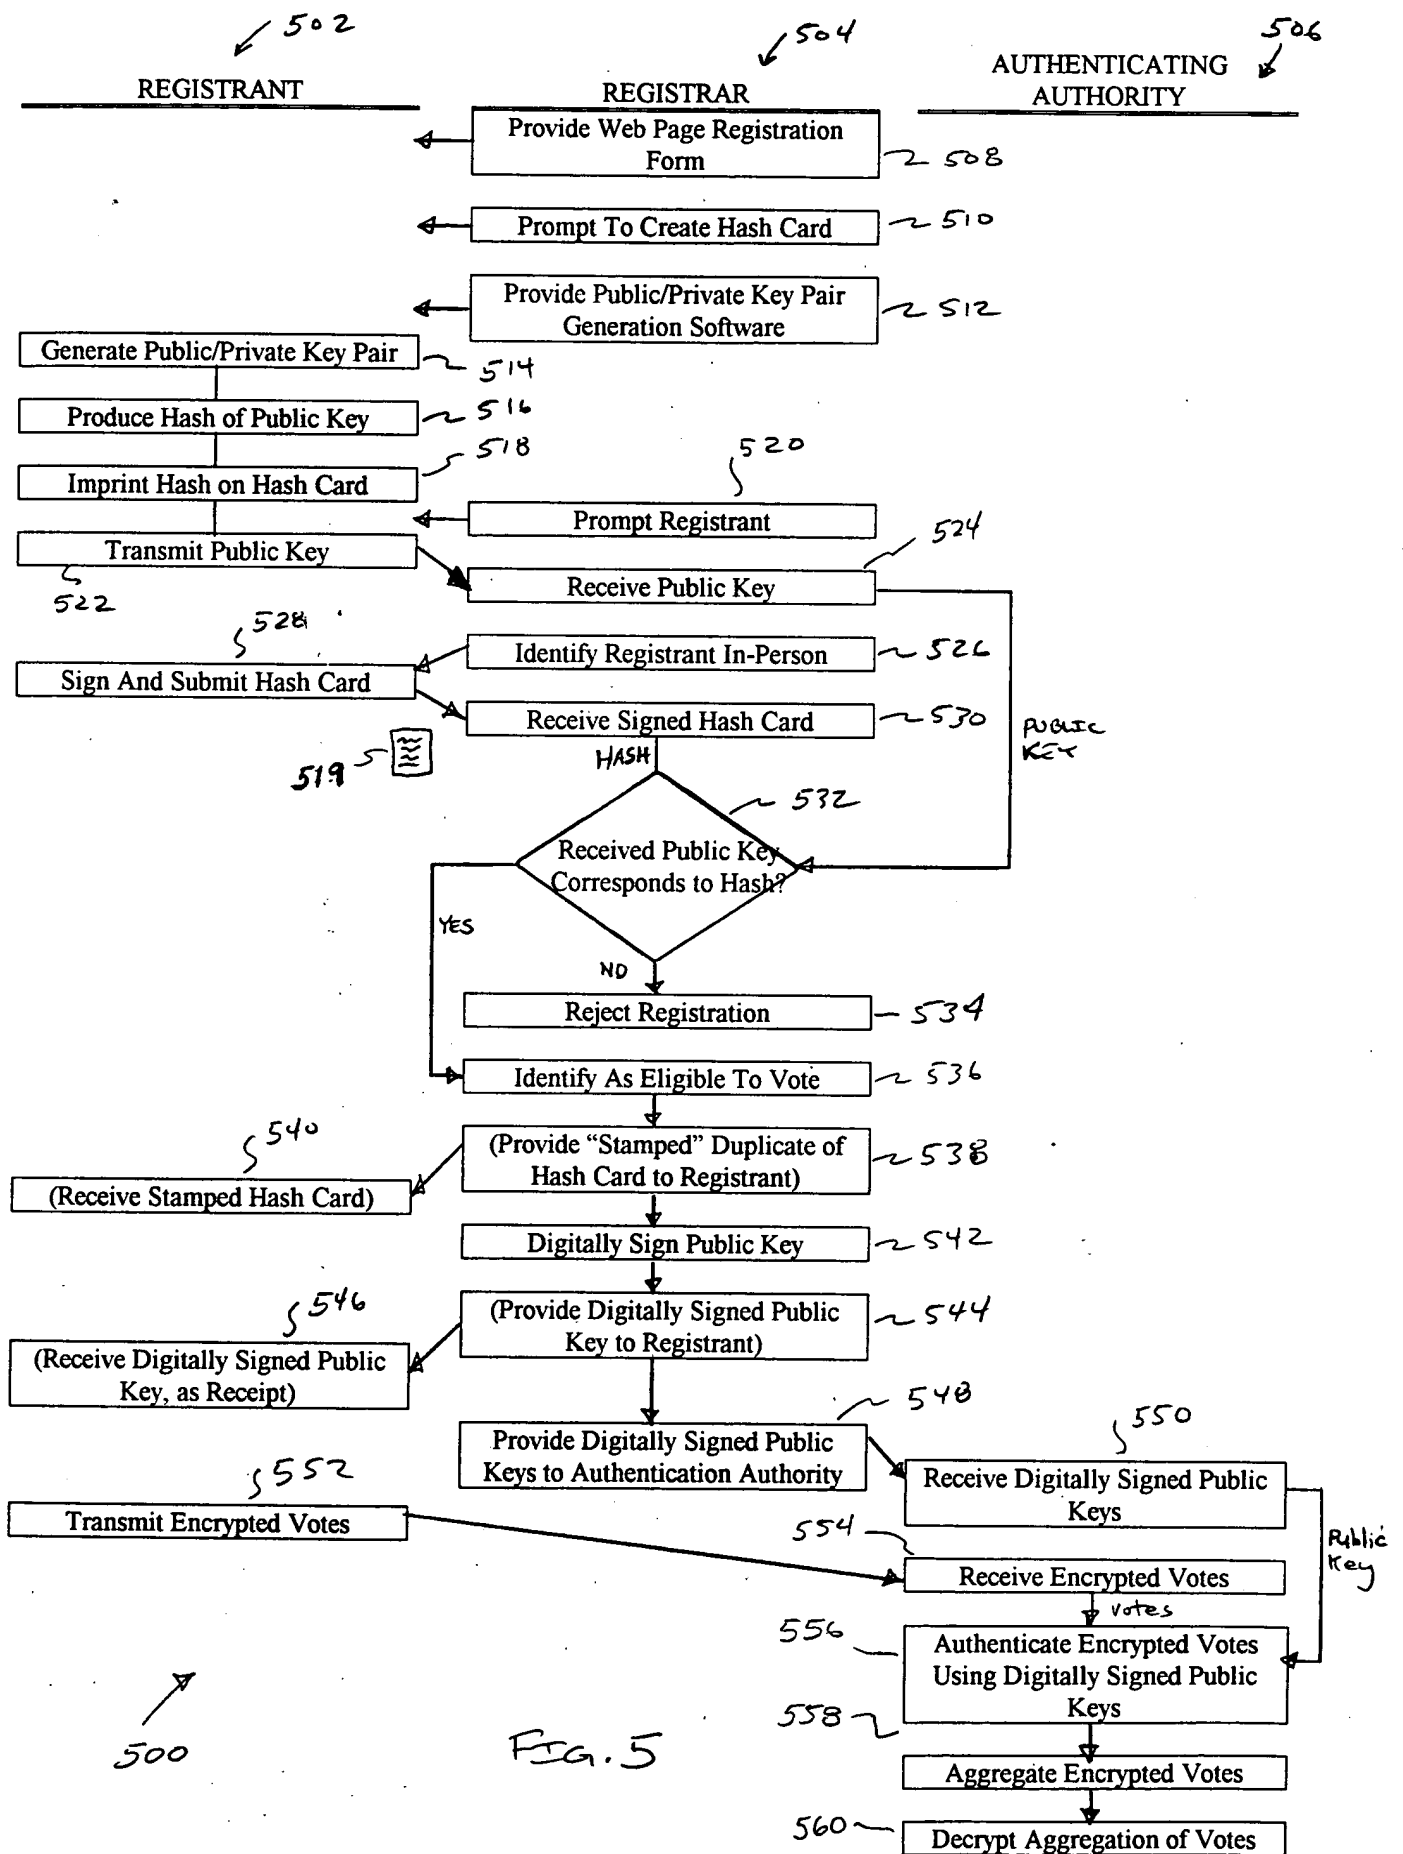 502
504
506
REGISTRANT
REGISTRAR
AUTHENTICATING
AUTHORITY
Provide Web Page Registration
Form
508
Prompt To Create Hash Card
510
Provide Public/Private Key Pair
Generation Software
512
Generate Public/Private Key Pair
514
Produce Hash of Public Key
516
Imprint Hash on Hash Card
518
520
Prompt Registrant
Transmit Public Key
522
524
Receive Public Key
528
Identify Registrant In-Person
526
Sign And Submit Hash Card
Receive Signed Hash Card
530
PUBLIC
KEY
519
HASH
532
Received Public Key
Corresponds to Hash?
YES
NO
Reject Registration
534
Identify As Eligible To Vote
536
540
(Provide “Stamped” Duplicate of
Hash Card to Registrant)
538
(Receive Stamped Hash Card)
Digitally Sign Public Key
542
546
(Provide Digitally Signed Public
Key to Registrant)
544
(Receive Digitally Signed Public
Key, as Receipt)
548
550
Provide Digitally Signed Public
Keys to Authentication Authority
Receive Digitally Signed Public
Keys
552
Transmit Encrypted Votes
554
Public
Key
Receive Encrypted Votes
votes
556
Authenticate Encrypted Votes
Using Digitally Signed Public
Keys
558
500
FIG. 5
Aggregate Encrypted Votes
560
Decrypt Aggregation of Votes